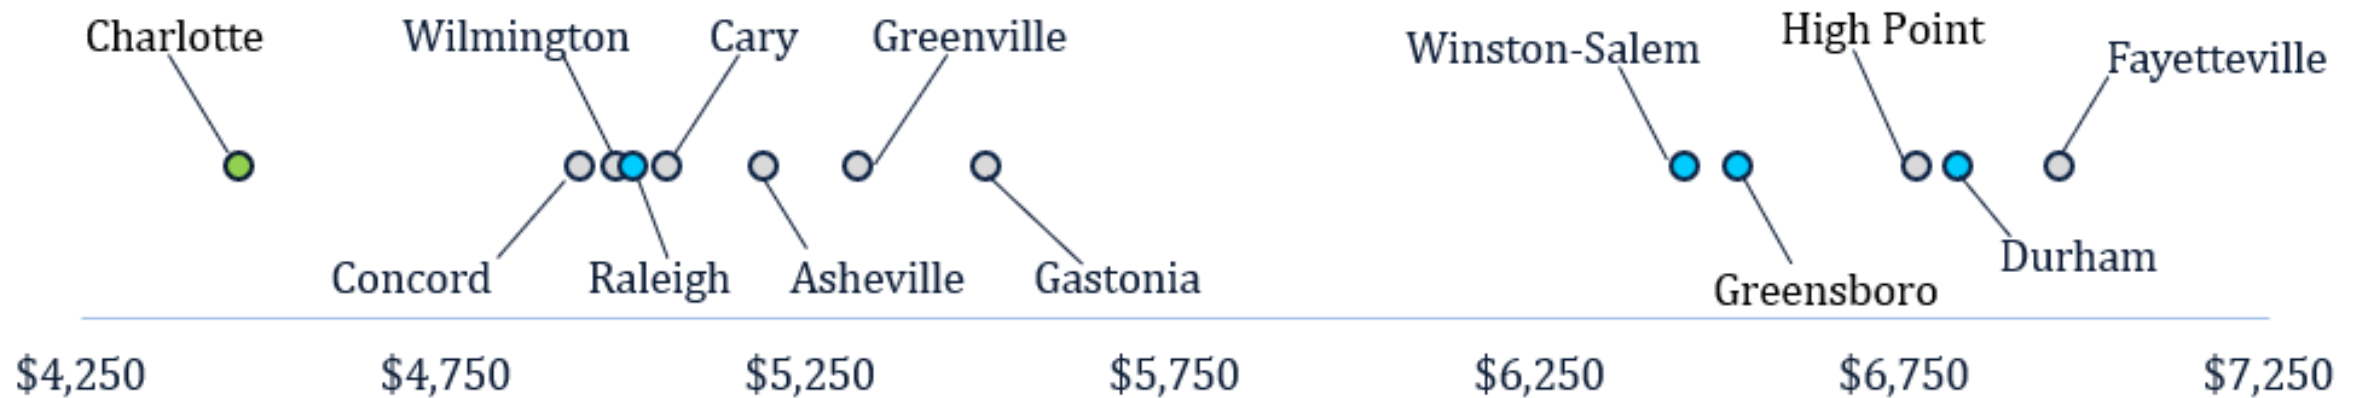 Charlotte
Wilmington
Cary
Greenville
Winston-Salem
High Point
Fayetteville
Concord
Raleigh
Asheville
Gastonia
Greensboro
Durham
$4,250 $4,750 $5,250 $5,750 $6,250 $6,750 $7,250